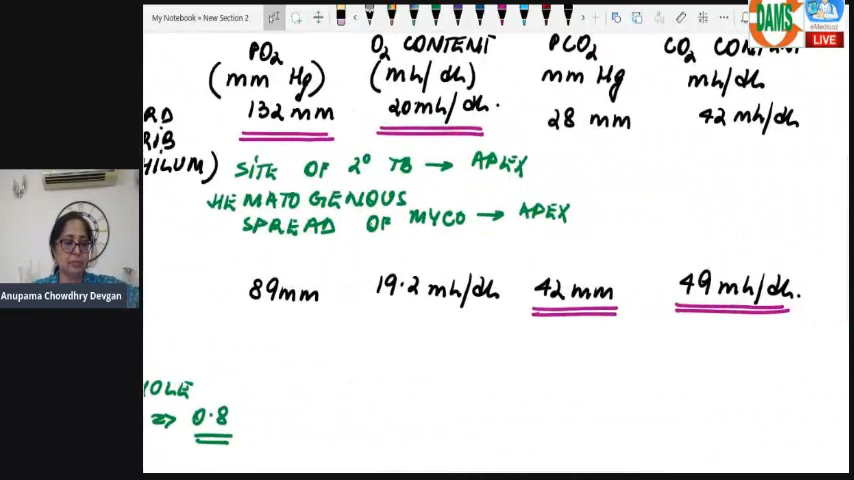 My Notebook » New Section 2
DAMS
eMedicoz
LIVE
PO2 O2 CONTENT PCO2 CO2 CONTENT
(mm Hg) (ml/dl) mm Hg ml/dl
RD 132 mm 20 ml/dl. 28 mm 42 ml/dl
RIB
HILUM) SITE OF 2° TB → APEX
HEMATOGENOUS
SPREAD OF MYCO → APEX
89mm 19.2 ml/dl 42 mm 49 ml/dl.
Anupama Chowdhry Devgan
HOLE
⇒ 0.8